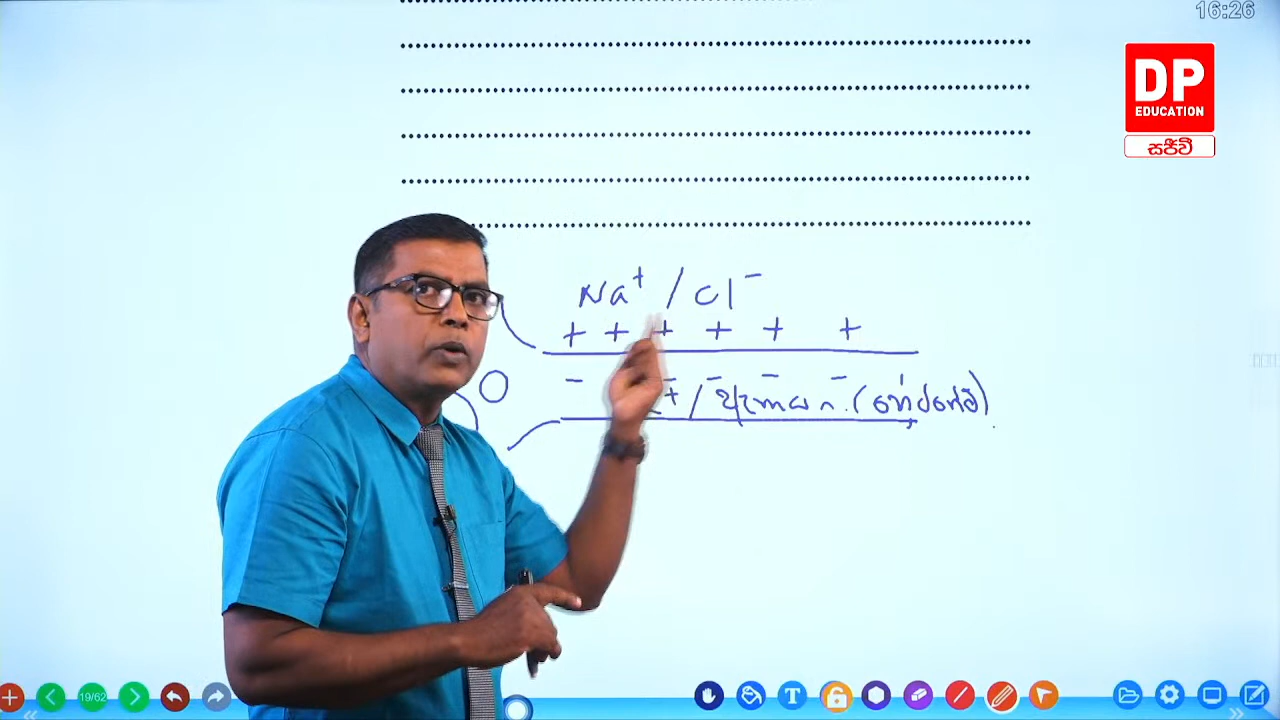 16:26
DP
EDUCATION
සජීවී
Na⁺ / Cl⁻
+ + + + + +
- - - - -
⁺ /
19/62
T